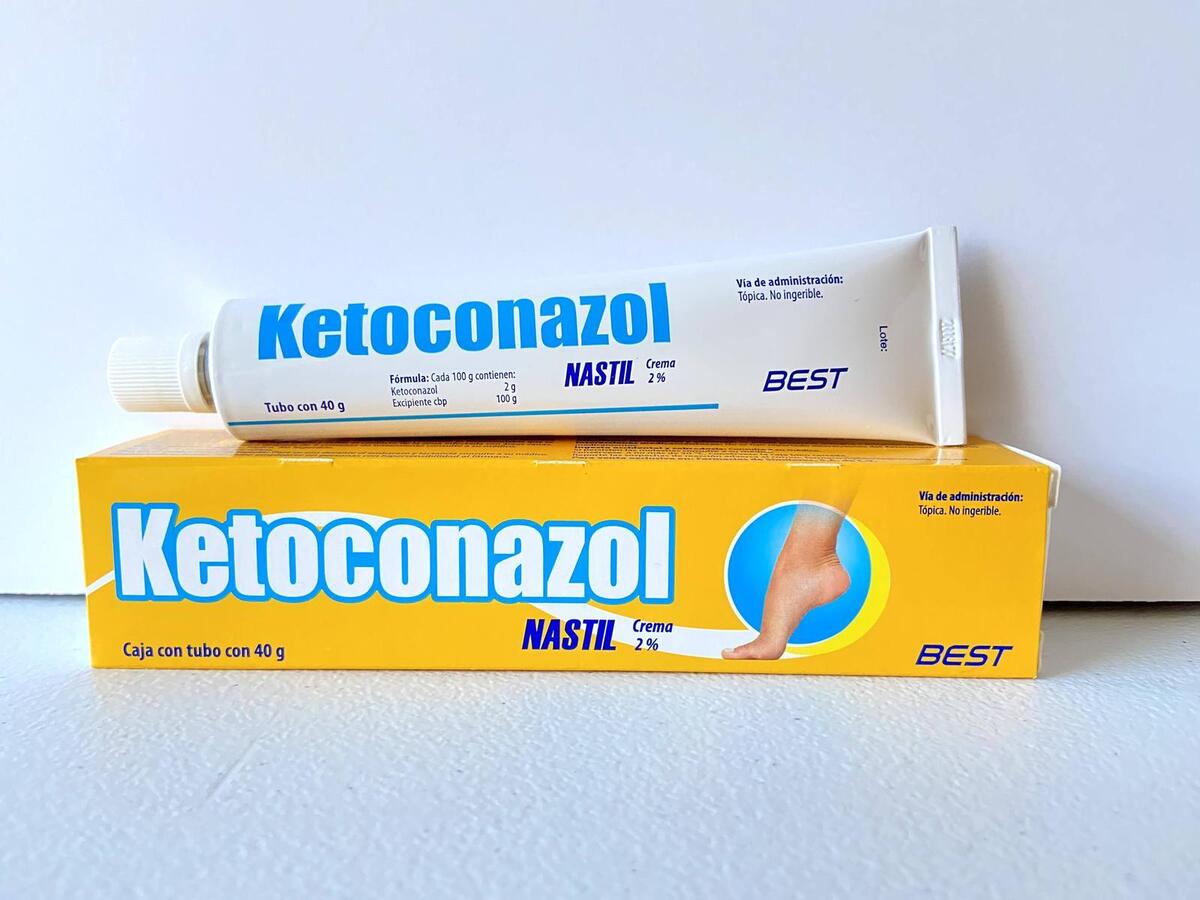 Ketoconazol
NASTIL Crema
2 %
Fórmula: Cada 100 g contienen:
Ketoconazol 2 g
Excipiente cbp 100 g
Tubo con 40 g
Vía de administración:
Tópica. No ingerible.
Lote:
BEST
Ketoconazol
NASTIL Crema
2 %
Caja con tubo con 40 g
Vía de administración:
Tópica. No ingerible.
BEST